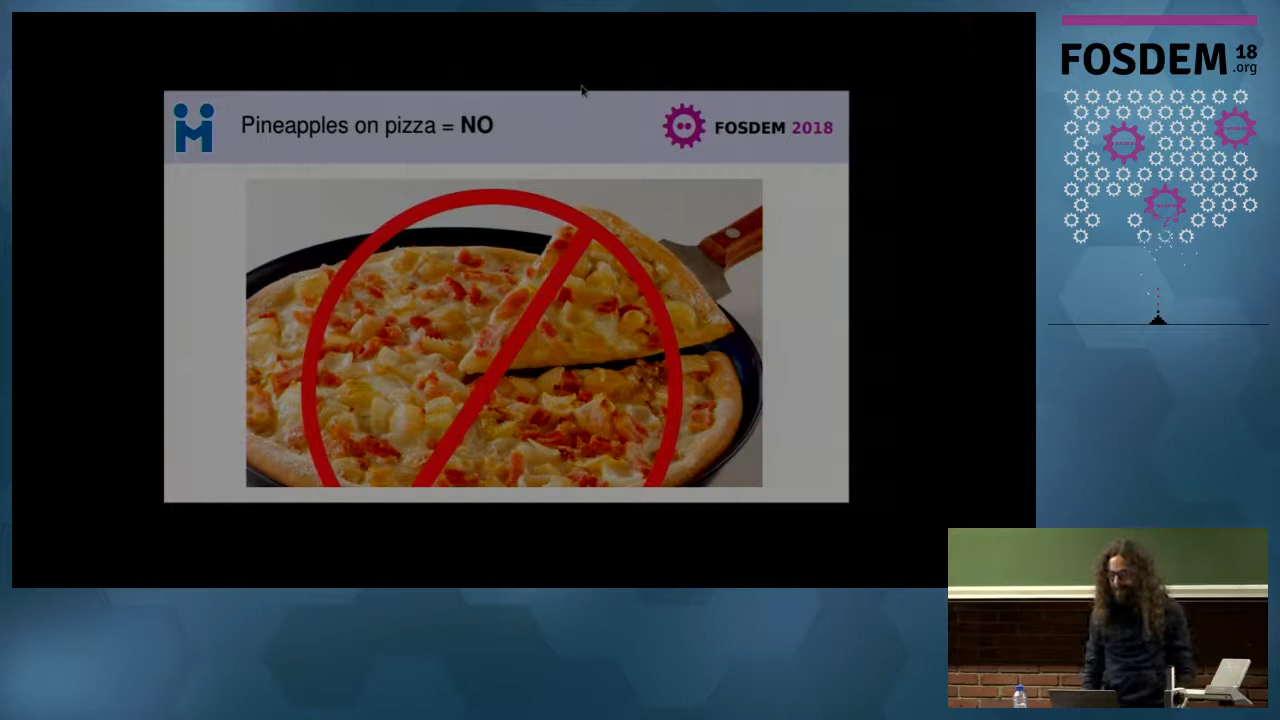 Pineapples on pizza = NO
FOSDEM 2018
FOSDEM 18
.org